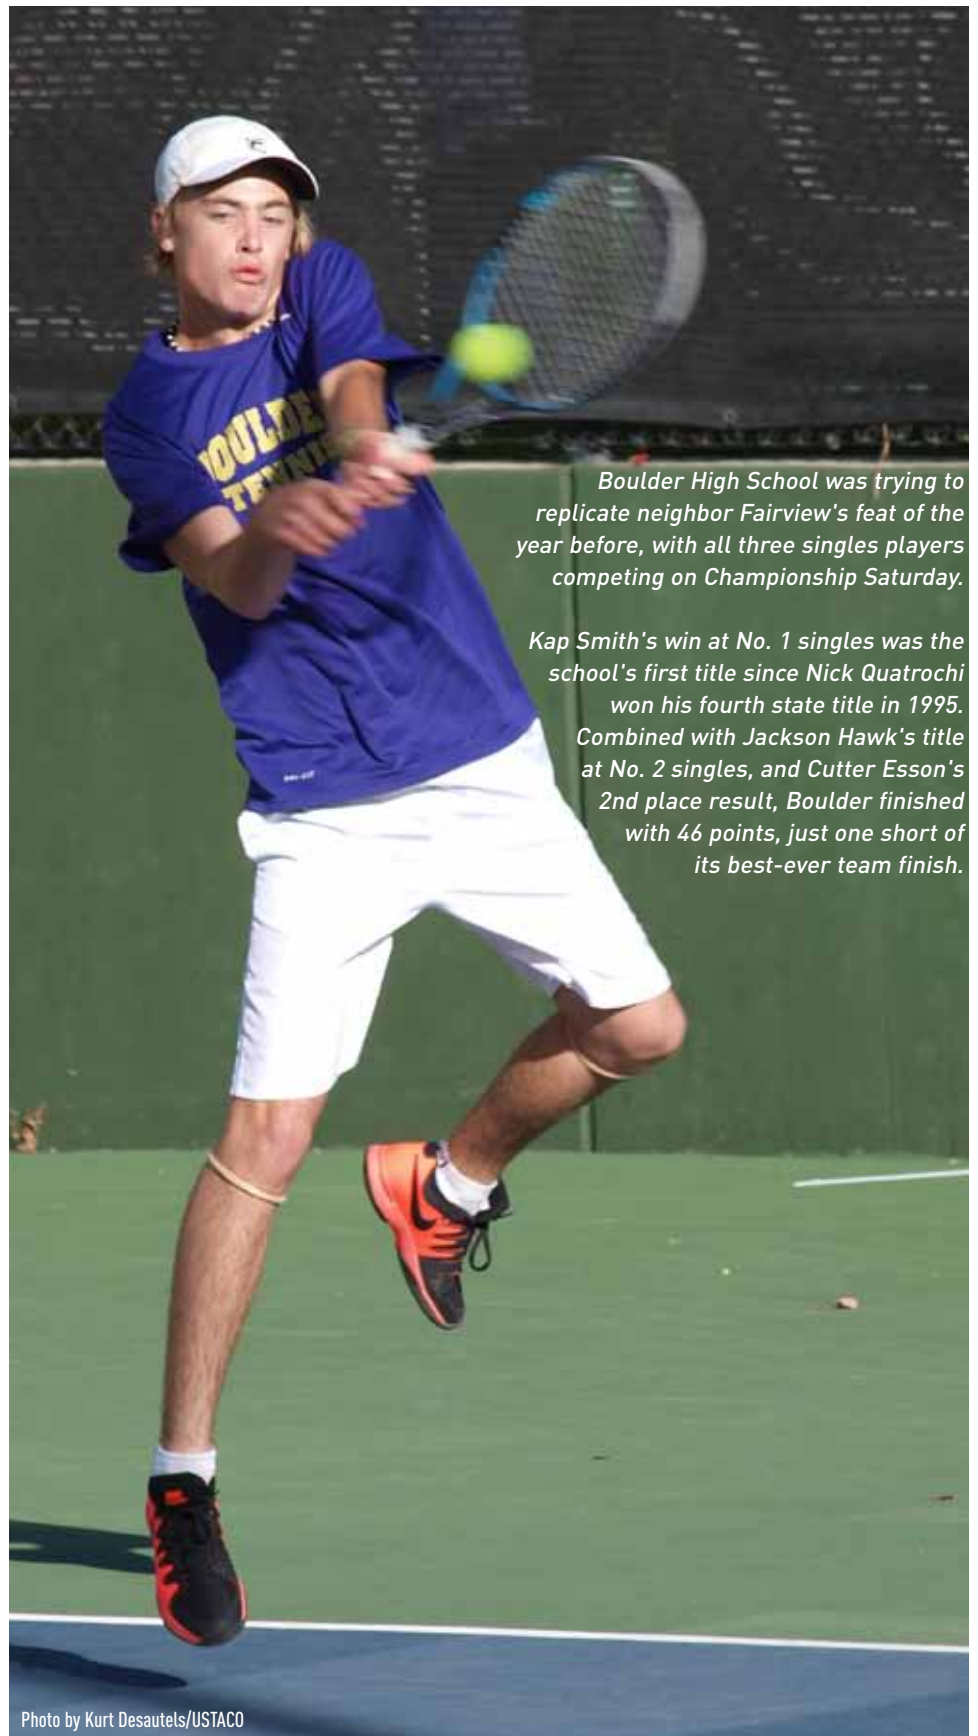 BOULDER
TENNIS
Boulder High School was trying to
replicate neighbor Fairview's feat of the
year before, with all three singles players
competing on Championship Saturday.
Kap Smith's win at No. 1 singles was the
school's first title since Nick Quatrochi
won his fourth state title in 1995.
Combined with Jackson Hawk's title
at No. 2 singles, and Cutter Esson's
2nd place result, Boulder finished
with 46 points, just one short of
its best-ever team finish.
DRI-FIT
Photo by Kurt Desautels/USTACO